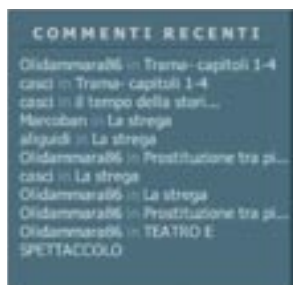 COMMENTI RECENTI
Olidammara86 in Trama- capitoli 1-4
casci in Trama- capitoli 1-4
casci in il tempo della stori...
Marcoban in La strega
aliguidi in La strega
Olidammara86 in Prostituzione tra pi...
casci in La strega
Olidammara86 in La strega
Olidammara86 in Prostituzione tra pi...
Olidammara86 in TEATRO E
SPETTACCOLO